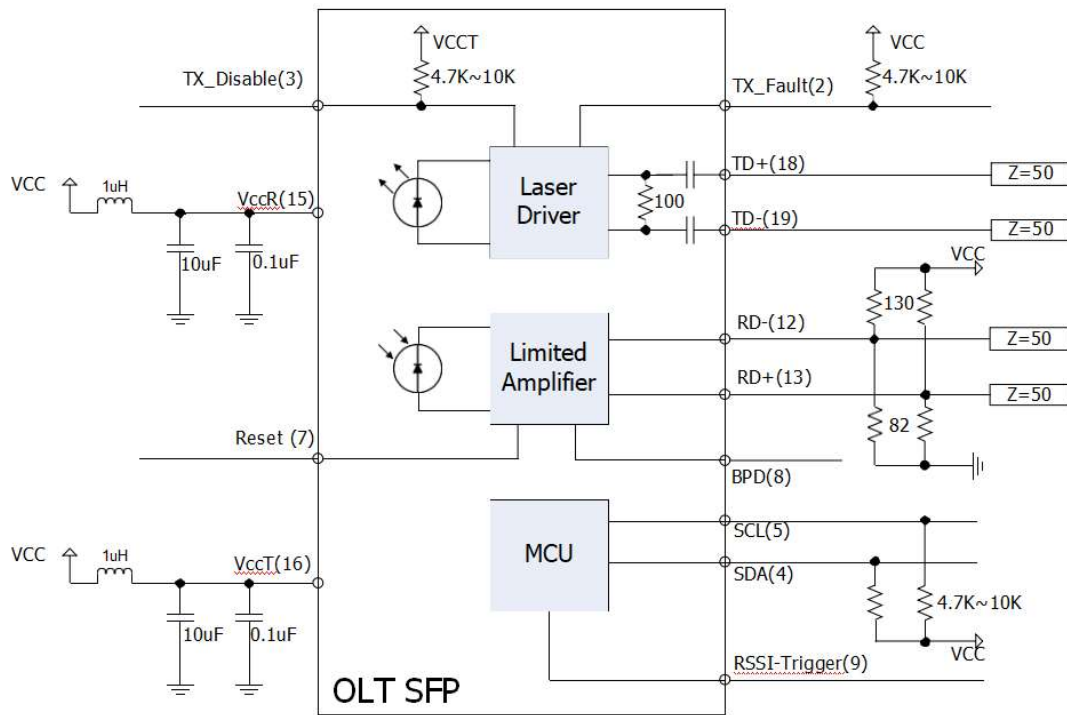 VCCT
4.7K~10K
TX_Disable(3)
VCC
4.7K~10K
TX_Fault(2)
VCC
1uH
VccR(15)
10uF
0.1uF
Laser
Driver
100
TD+(18)
Z=50
TD-(19)
Z=50
VCC
130
RD-(12)
Z=50
Limited
Amplifier
RD+(13)
Z=50
82
Reset (7)
BPD(8)
MCU
SCL(5)
SDA(4)
4.7K~10K
VCC
VCC
1uH
VccT(16)
10uF
0.1uF
RSSI-Trigger(9)
OLT SFP